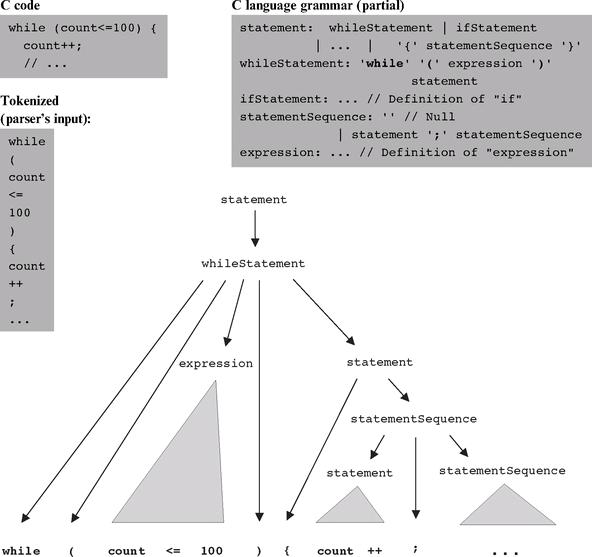 C code
while (count<=100) {
count++;
// ...
Tokenized
(parser's input):
while
(
count
<=
100
)
{
count
++
;
...
C language grammar (partial)
statement: whileStatement | ifStatement
| ... | '{' statementSequence '}'
whileStatement: 'while' '(' expression ')'
statement
ifStatement: ... // Definition of "if"
statementSequence: '' // Null
| statement ';' statementSequence
expression: ... // Definition of "expression"
statement
whileStatement
expression
statement
statementSequence
statement
statementSequence
while ( count <= 100 ) { count ++ ; ...